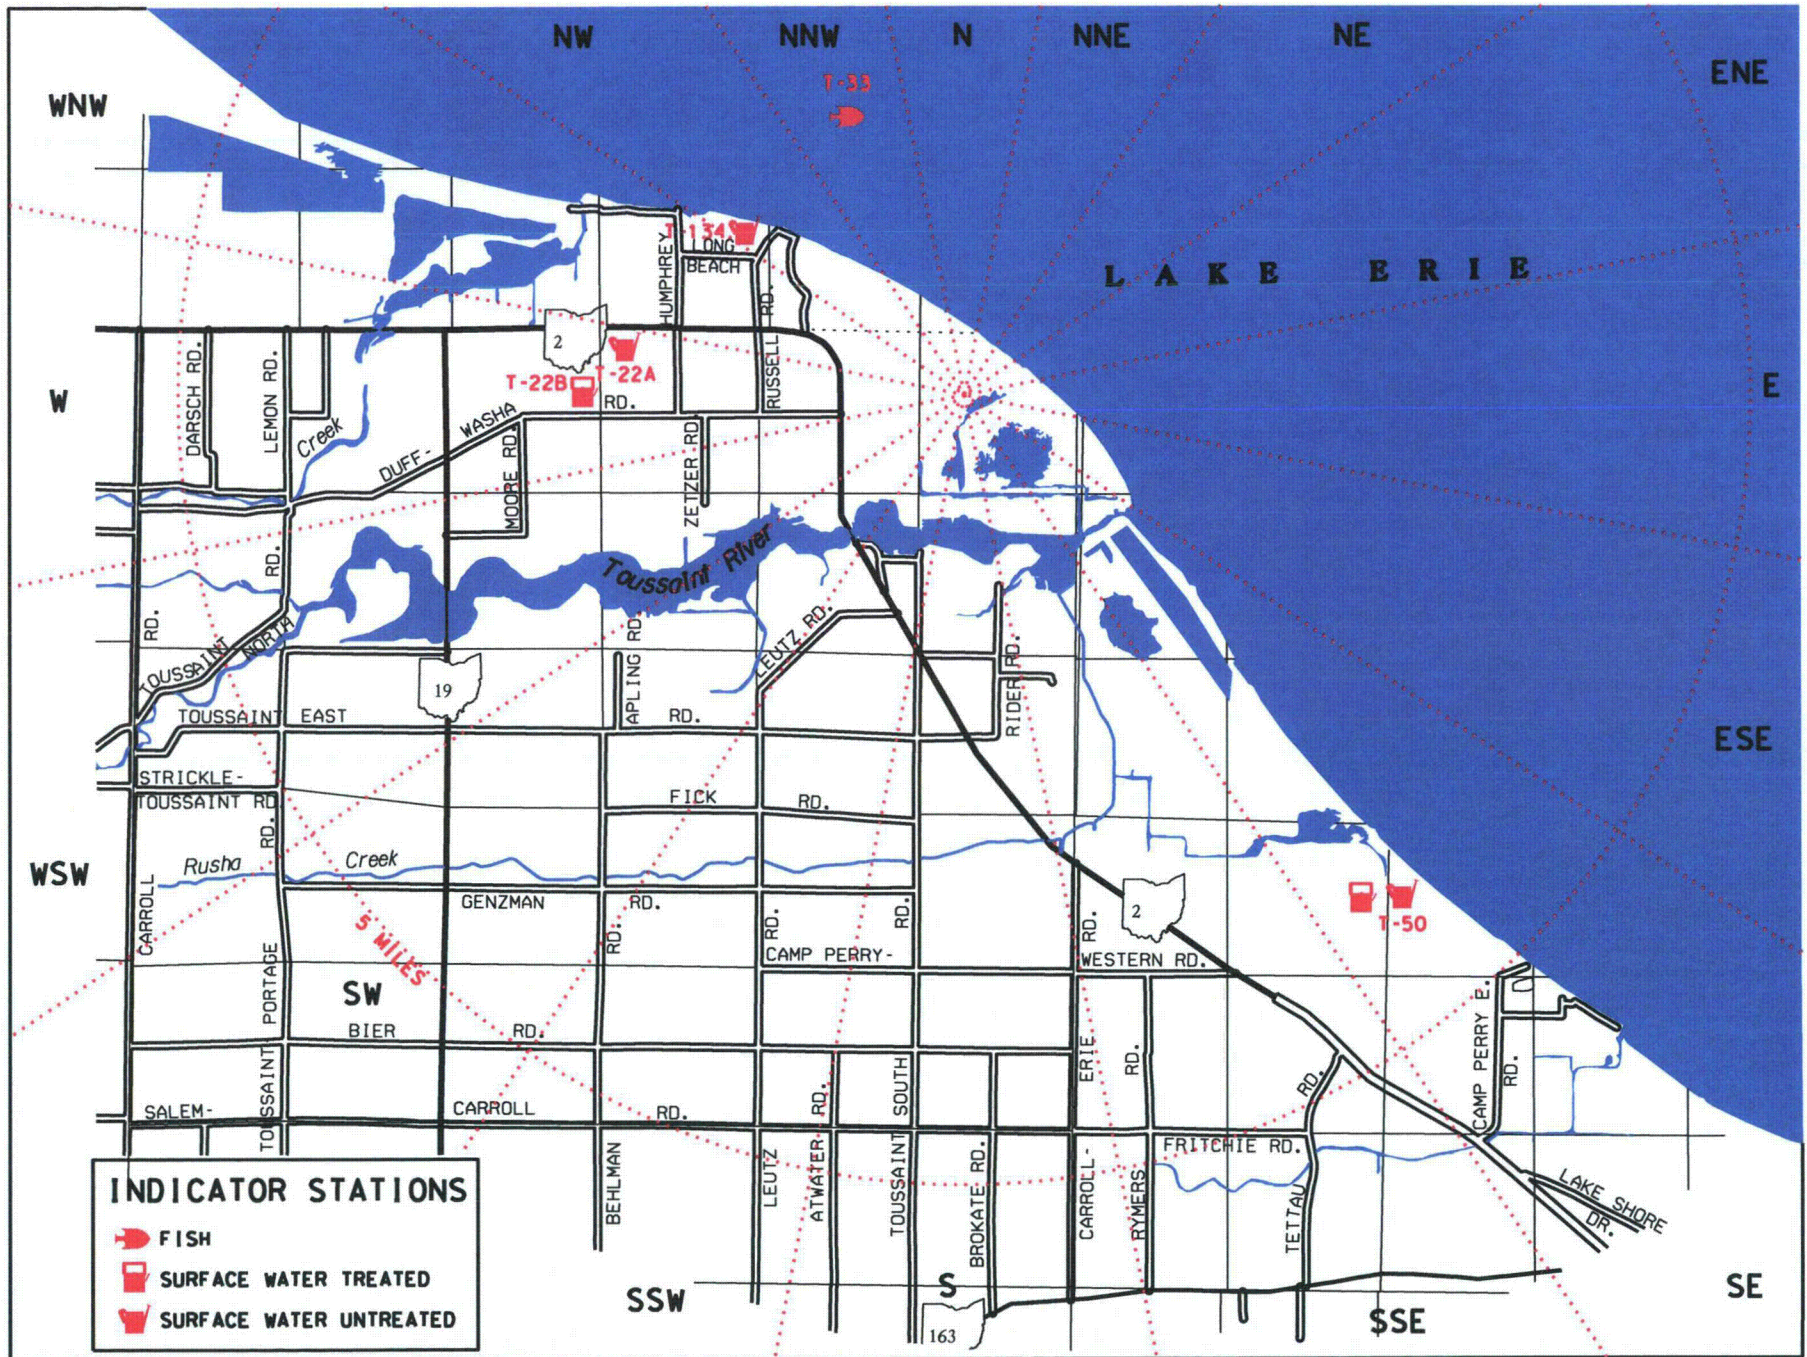 NW
NNW
N
NNE
NE
ENE
WNW
T-33
LAKE ERIE
T-134
LONG
BEACH
HUMPHREY
RD.
2
T-22A
T-22B
RD.
RUSSELL
W
E
DARSCH RD.
LEMON RD.
Creek
DUFF-
WASHA
MOORE RD.
ZETZER RD.
Toussaint River
RD.
RD.
TOUSSAINT
NORTH
19
APLING RD.
LEUTZ RD.
RIDER RD.
TOUSSAINT EAST
RD.
ESE
STRICKLE-
TOUSSAINT RD
FICK
RD.
RD.
Rusha
Creek
WSW
CARROLL
GENZMAN
RD.
RD.
RD.
RD.
RD.
2
T-50
5 MILES
CAMP PERRY-
WESTERN RD.
SW
PORTAGE
BIER
RD.
TOUSSAINT
ERIE
RD.
CAMP PERRY E.
RD.
SALEM-
CARROLL
RD.
RD.
SOUTH
RD.
FRITCHIE RD.
BEHLMAN
LEUTZ
ATWATER
TOUSSAINT
BROKATE RD.
CARROLL-
RYMERS
TETTAU
LAKE SHORE
DR.
INDICATOR STATIONS
FISH
SURFACE WATER TREATED
SURFACE WATER UNTREATED
SSW
S
163
SSE
SE